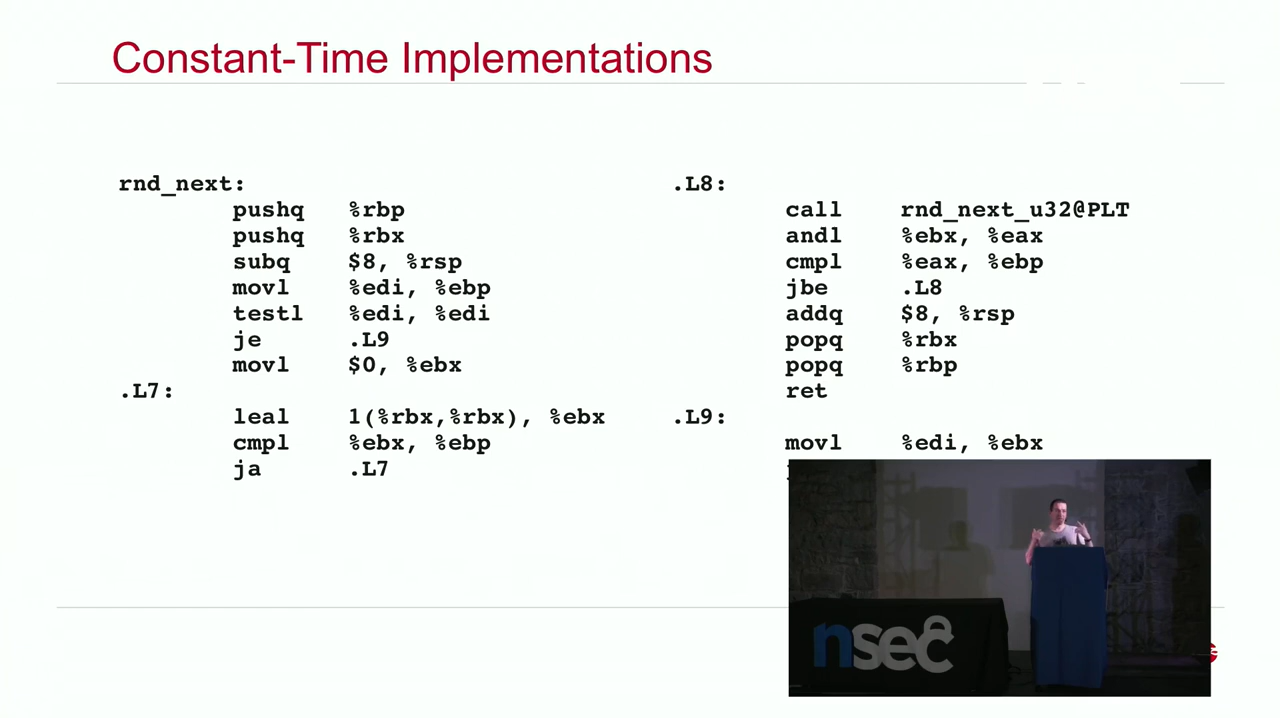 Constant-Time Implementations
rnd_next:
pushq %rbp
pushq %rbx
subq $8, %rsp
movl %edi, %ebp
testl %edi, %edi
je .L9
movl $0, %ebx
.L7:
leal 1(%rbx,%rbx), %ebx
cmpl %ebx, %ebp
ja .L7
.L8:
call rnd_next_u32@PLT
andl %ebx, %eax
cmpl %eax, %ebp
jbe .L8
addq $8, %rsp
popq %rbx
popq %rbp
ret
.L9:
movl %edi, %ebx
nsec